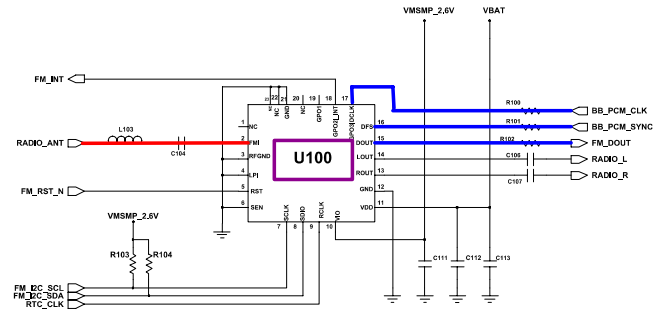 VMSMP_2,6V
VBAT
FM_INT
NC
22
NC
21
GND
20
NC
19
GPO1
18
GPO2|_INT
17
GPO3|DCLK
R100
BB_PCM_CLK
L103
1
NC
DFS
16
R101
BB_PCM_SYNC
RADIO_ANT
C104
2
FMI
U100
DOUT
15
R102
FM_DOUT
3
RFGND
LOUT
14
C106
RADIO_L
4
LPI
ROUT
13
C107
RADIO_R
FM_RST_N
5
RST
GND
12
6
SEN
VDD
11
VMSMP_2.6V
SCLK
SDIO
RCLK
VIO
7
8
9
10
R103
R104
C111
C112
C113
FM_I2C_SCL
FM_I2C_SDA
RTC_CLK